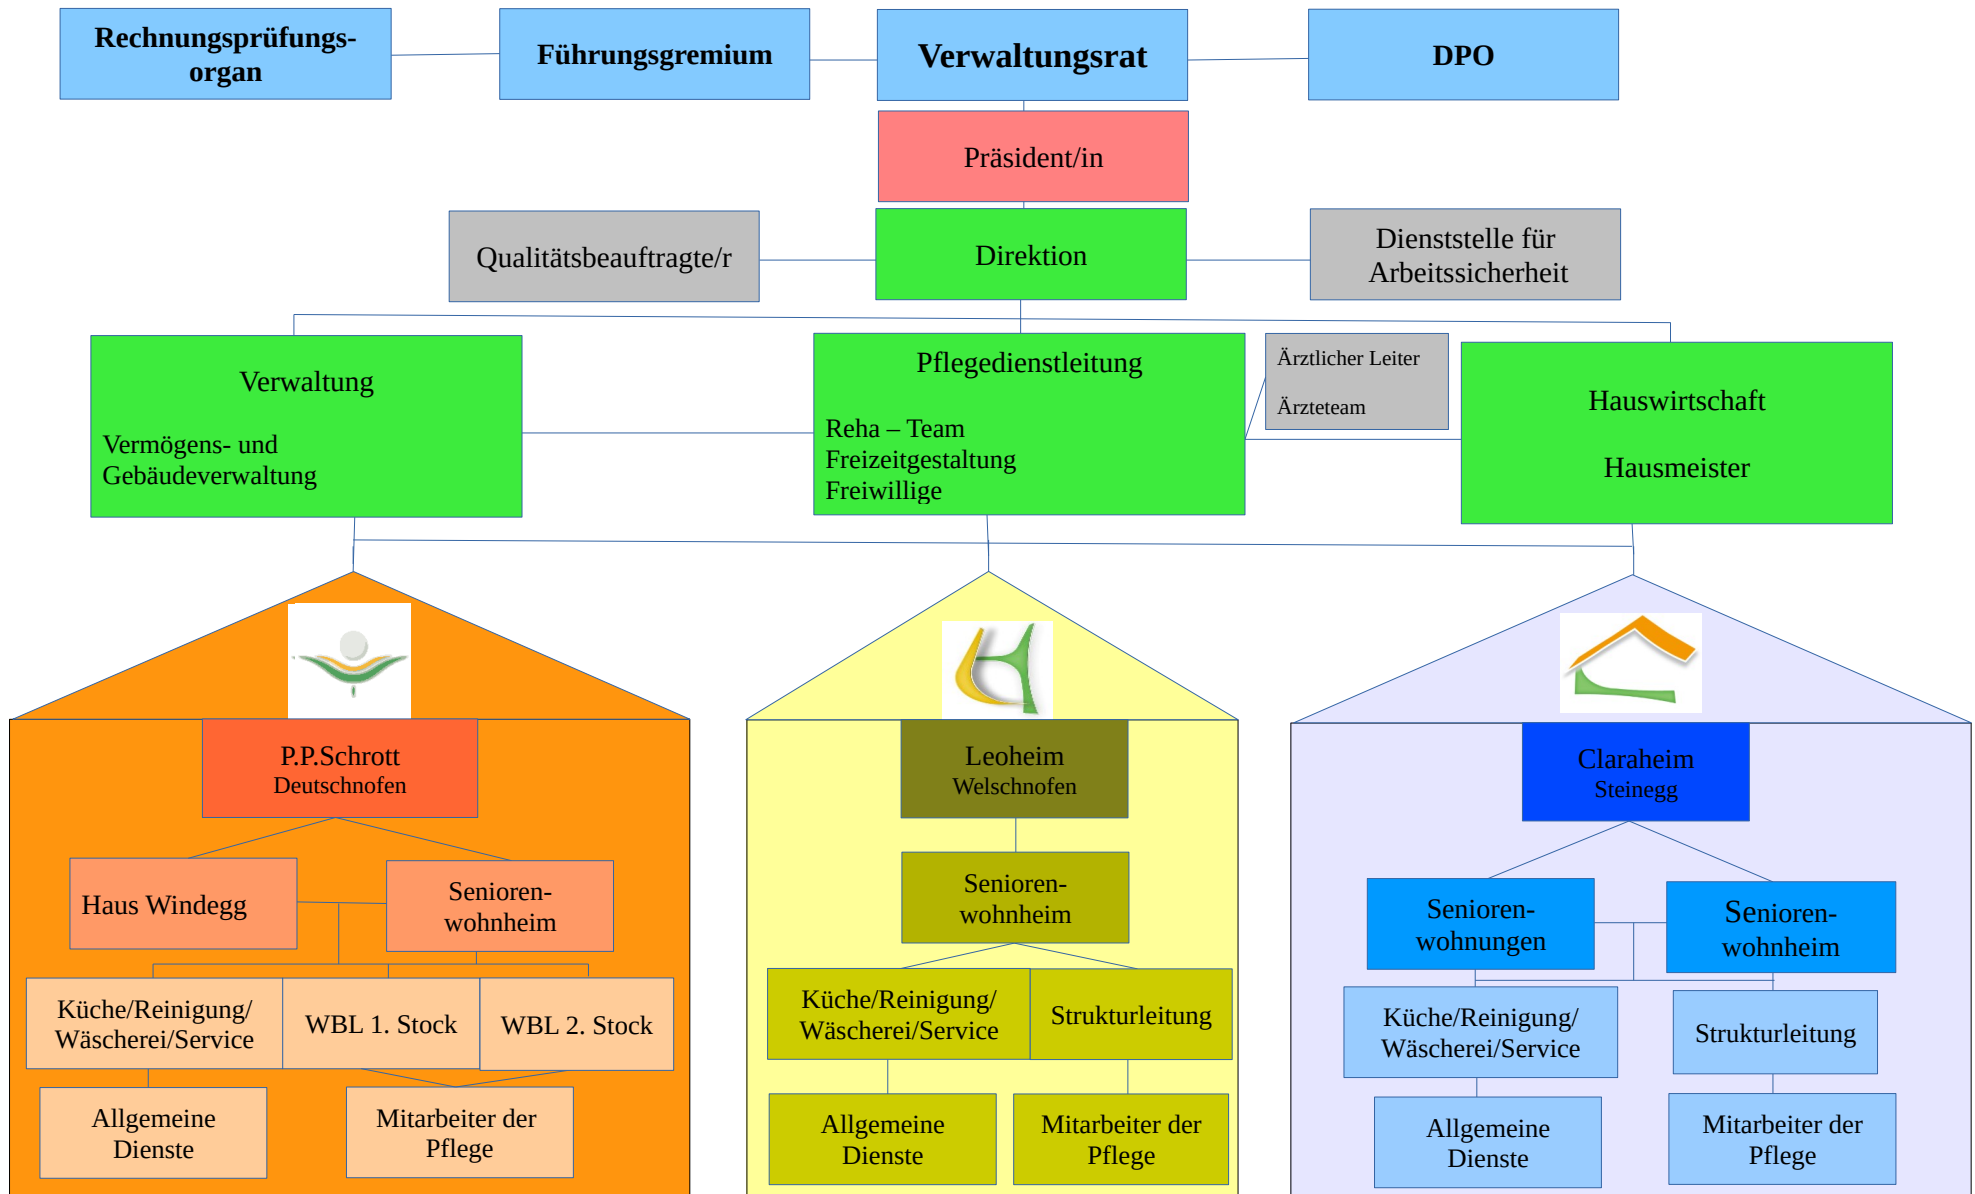 Rechnungsprüfungs-
organ
Führungsgremium
Verwaltungsrat
DPO
Präsident/in
Qualitätsbeauftragte/r
Direktion
Dienststelle für
Arbeitssicherheit
Verwaltung
Vermögens- und
Gebäudeverwaltung
Pflegedienstleitung
Reha – Team
Freizeitgestaltung
Freiwillige
Ärztlicher Leiter
Ärzteteam
Hauswirtschaft
Hausmeister
P.P.Schrott
Deutschnofen
Haus Windegg
Senioren-
wohnheim
Küche/Reinigung/
Wäscherei/Service
WBL 1. Stock
WBL 2. Stock
Allgemeine
Dienste
Mitarbeiter der
Pflege
Leoheim
Welschnofen
Senioren-
wohnheim
Küche/Reinigung/
Wäscherei/Service
Strukturleitung
Allgemeine
Dienste
Mitarbeiter der
Pflege
Claraheim
Steinegg
Senioren-
wohnungen
Senioren-
wohnheim
Küche/Reinigung/
Wäscherei/Service
Strukturleitung
Allgemeine
Dienste
Mitarbeiter der
Pflege